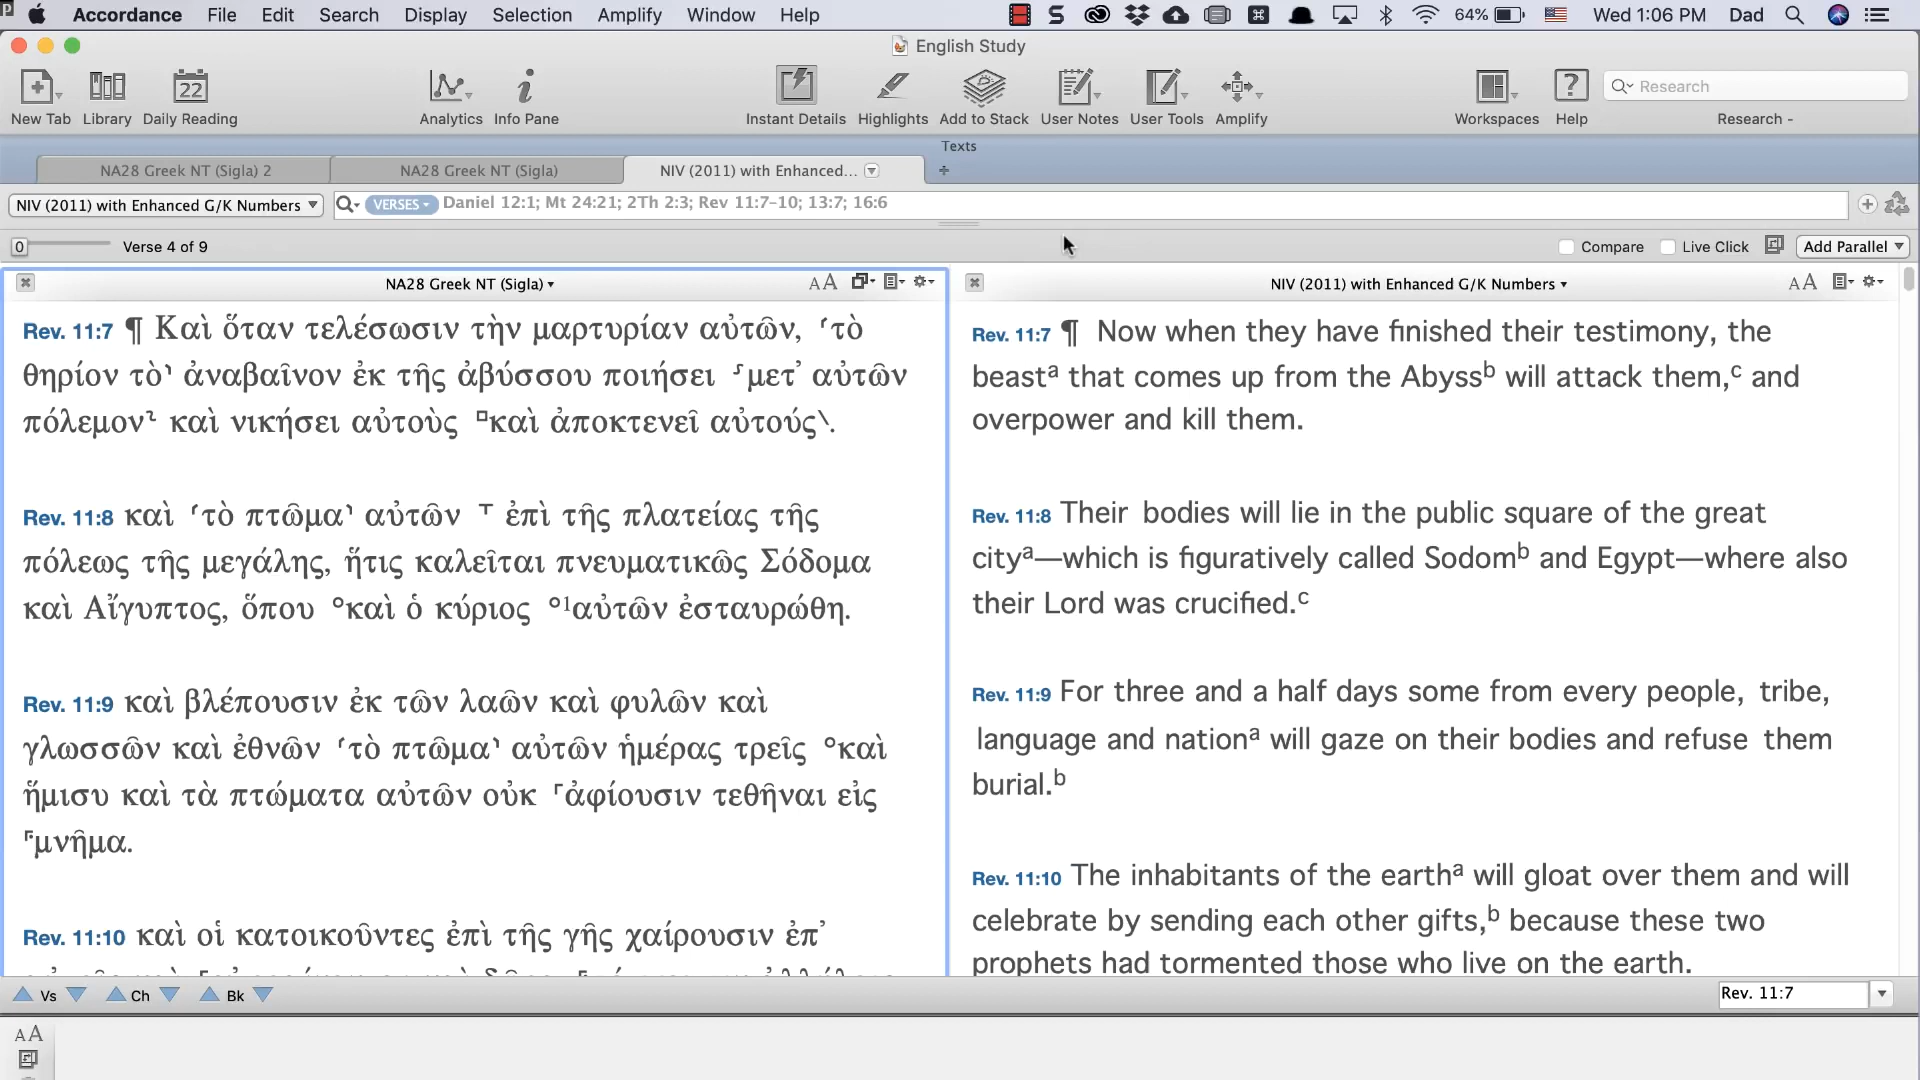 Accordance File Edit Search Display Selection Amplify Window Help 64% Wed 1:06 PM Dad
English Study
22
New Tab Library Daily Reading Analytics Info Pane Instant Details Highlights Add to Stack User Notes User Tools Amplify Workspaces Help Research
Research -
Texts
NA28 Greek NT (Sigla) 2 NA28 Greek NT (Sigla) NIV (2011) with Enhanced...
NIV (2011) with Enhanced G/K Numbers VERSES Daniel 12:1; Mt 24:21; 2Th 2:3; Rev 11:7-10; 13:7; 16:6
0 Verse 4 of 9 Compare Live Click Add Parallel
NA28 Greek NT (Sigla) AA
Rev. 11:7 ¶ Καὶ ὅταν τελέσωσιν τὴν μαρτυρίαν αὐτῶν, ⸂τὸ
θηρίον τὸ⸃ ἀναβαῖνον ἐκ τῆς ἀβύσσου ποιήσει ⸉μετ᾽ αὐτῶν
πόλεμον⸊ καὶ νικήσει αὐτοὺς ⸋καὶ ἀποκτενεῖ αὐτούς⸌.
Rev. 11:8 καὶ ⸂τὸ πτῶμα⸃ αὐτῶν ⸆ ἐπὶ τῆς πλατείας τῆς
πόλεως τῆς μεγάλης, ἥτις καλεῖται πνευματικῶς Σόδομα
καὶ Αἴγυπτος, ὅπου °καὶ ὁ κύριος °¹αὐτῶν ἐσταυρώθη.
Rev. 11:9 καὶ βλέπουσιν ἐκ τῶν λαῶν καὶ φυλῶν καὶ
γλωσσῶν καὶ ἐθνῶν ⸂τὸ πτῶμα⸃ αὐτῶν ἡμέρας τρεῖς °καὶ
ἥμισυ καὶ τὰ πτώματα αὐτῶν οὐκ ⸀ἀφίουσιν τεθῆναι εἰς
⸁μνῆμα.
Rev. 11:10 καὶ οἱ κατοικοῦντες ἐπὶ τῆς γῆς χαίρουσιν ἐπ᾽
NIV (2011) with Enhanced G/K Numbers AA
Rev. 11:7 ¶ Now when they have finished their testimony, the
beastᵃ that comes up from the Abyssᵇ will attack them,ᶜ and
overpower and kill them.
Rev. 11:8 Their bodies will lie in the public square of the great
cityᵃ—which is figuratively called Sodomᵇ and Egypt—where also
their Lord was crucified.ᶜ
Rev. 11:9 For three and a half days some from every people, tribe,
language and nationᵃ will gaze on their bodies and refuse them
burial.ᵇ
Rev. 11:10 The inhabitants of the earthᵃ will gloat over them and will
celebrate by sending each other gifts,ᵇ because these two
prophets had tormented those who live on the earth.
Vs Ch Bk Rev. 11:7
AA